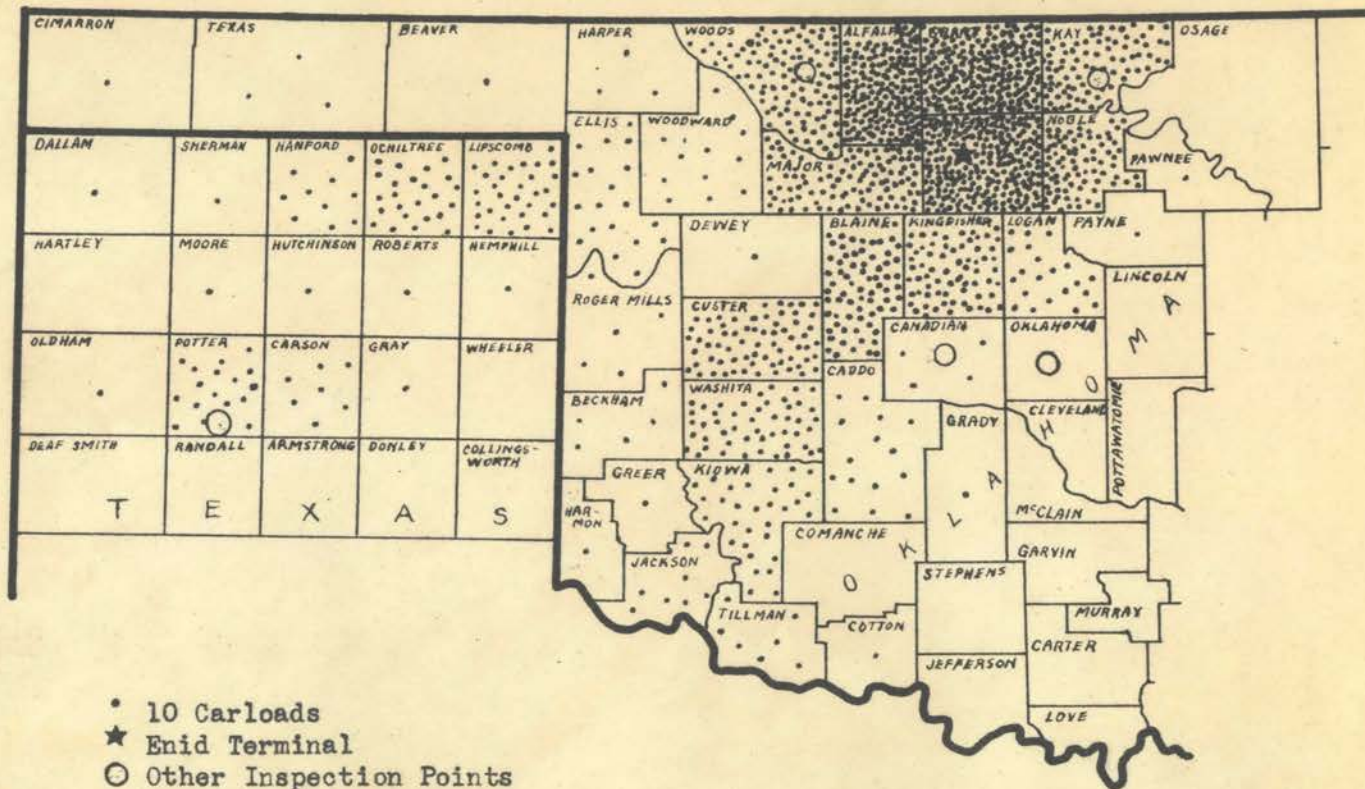 CIMARRON TEXAS BEAVER HARPER WOODS ALFALFA GRANT KAY OSAGE
ELLIS WOODWARD MAJOR NOBLE PAWNEE
DALLAM SHERMAN HANFORD OCHILTREE LIPSCOMB
HARTLEY MOORE HUTCHINSON ROBERTS HEMPHILL
DEWEY BLAINE KINGFISHER LOGAN PAYNE
ROGER MILLS CUSTER CANADIAN OKLAHOMA LINCOLN
OLDHAM POTTER CARSON GRAY WHEELER
BECKHAM WASHITA CADDO GRADY CLEVELAND POTTAWATOMIE
DEAF SMITH RANDALL ARMSTRONG DONLEY COLLINGS-
WORTH
GREER KIOWA McCLAIN
HAR-
MON
T E X A S
O K L A H O M A
JACKSON COMANCHE STEPHENS GARVIN
TILLMAN COTTON MURRAY
JEFFERSON CARTER
LOVE
10 Carloads
Enid Terminal
Other Inspection Points